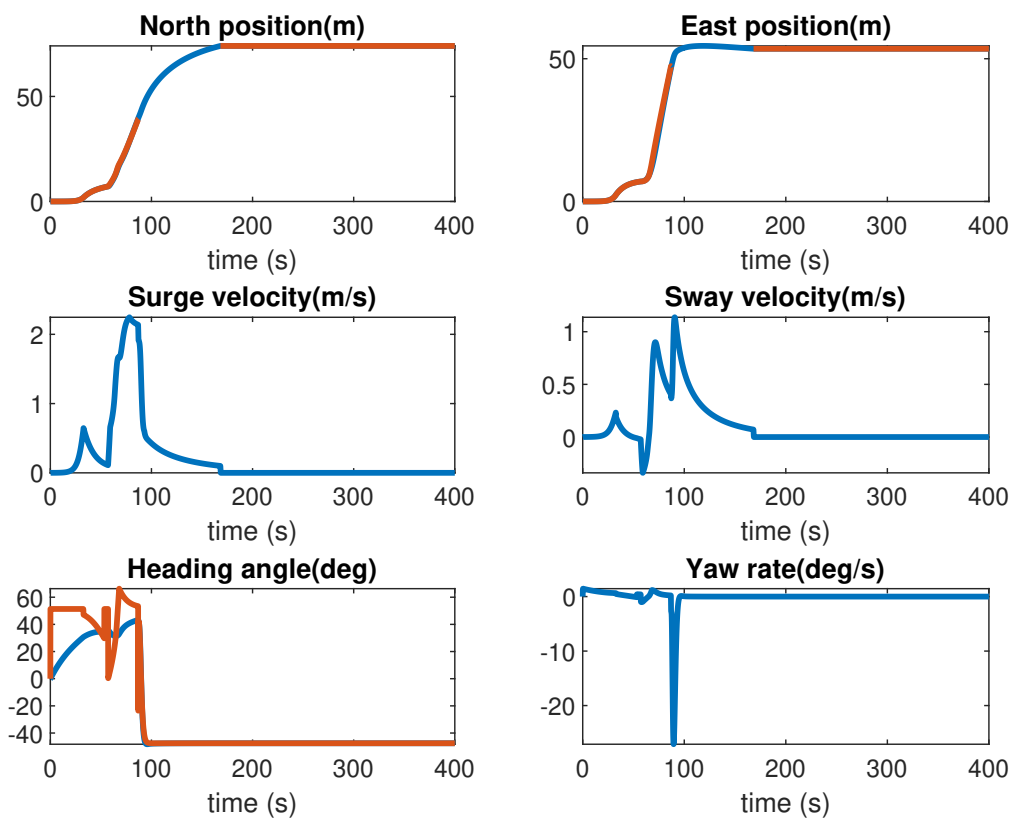 North position(m)
East position(m)
50
0
0 100 200 300 400
time (s)
50
0
0 100 200 300 400
time (s)
Surge velocity(m/s)
Sway velocity(m/s)
2
1
0
0 100 200 300 400
time (s)
1
0.5
0
0 100 200 300 400
time (s)
Heading angle(deg)
Yaw rate(deg/s)
60
40
20
0
-20
-40
0 100 200 300 400
time (s)
0
-10
-20
0 100 200 300 400
time (s)